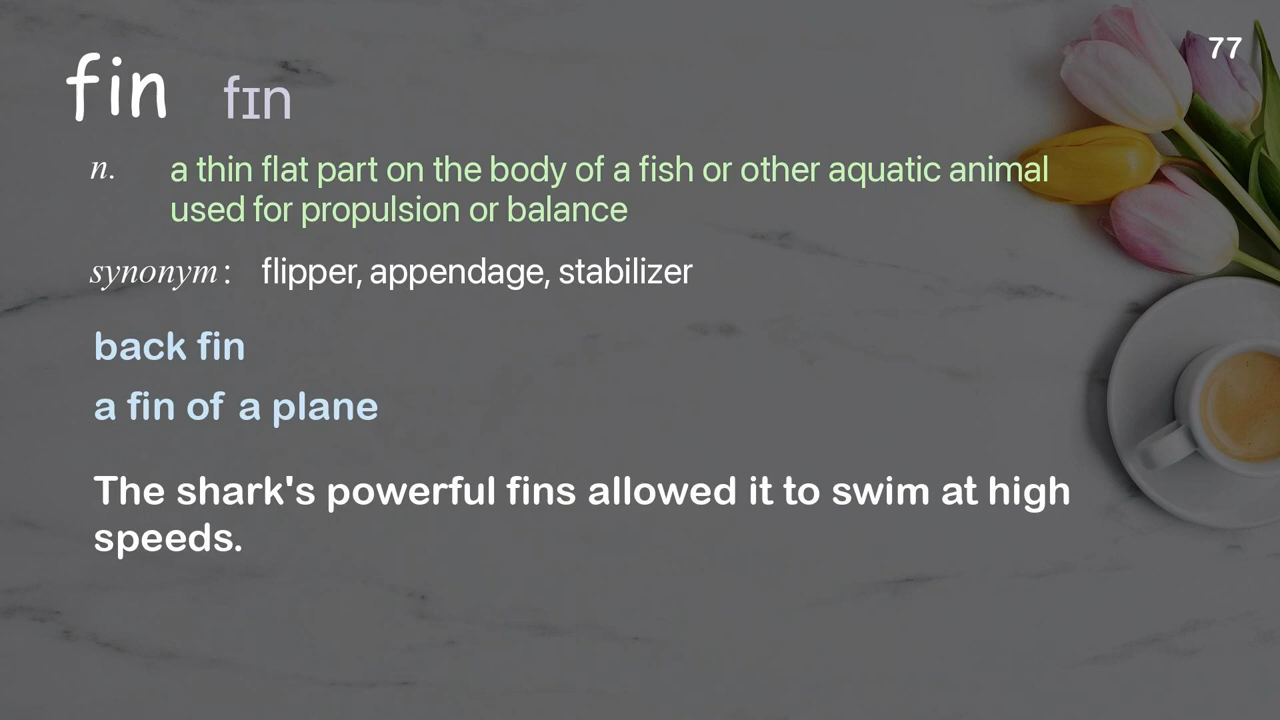 77
fin fɪn
n. a thin flat part on the body of a fish or other aquatic animal
used for propulsion or balance
synonym: flipper, appendage, stabilizer
back fin
a fin of a plane
The shark's powerful fins allowed it to swim at high
speeds.